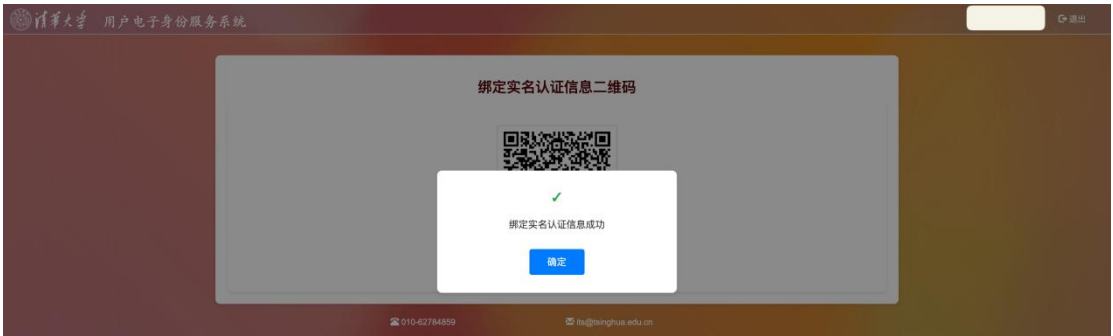 清华大学 用户电子身份服务系统
退出
绑定实名认证信息二维码
✓
绑定实名认证信息成功
确定
010-62784859
its@tsinghua.edu.cn